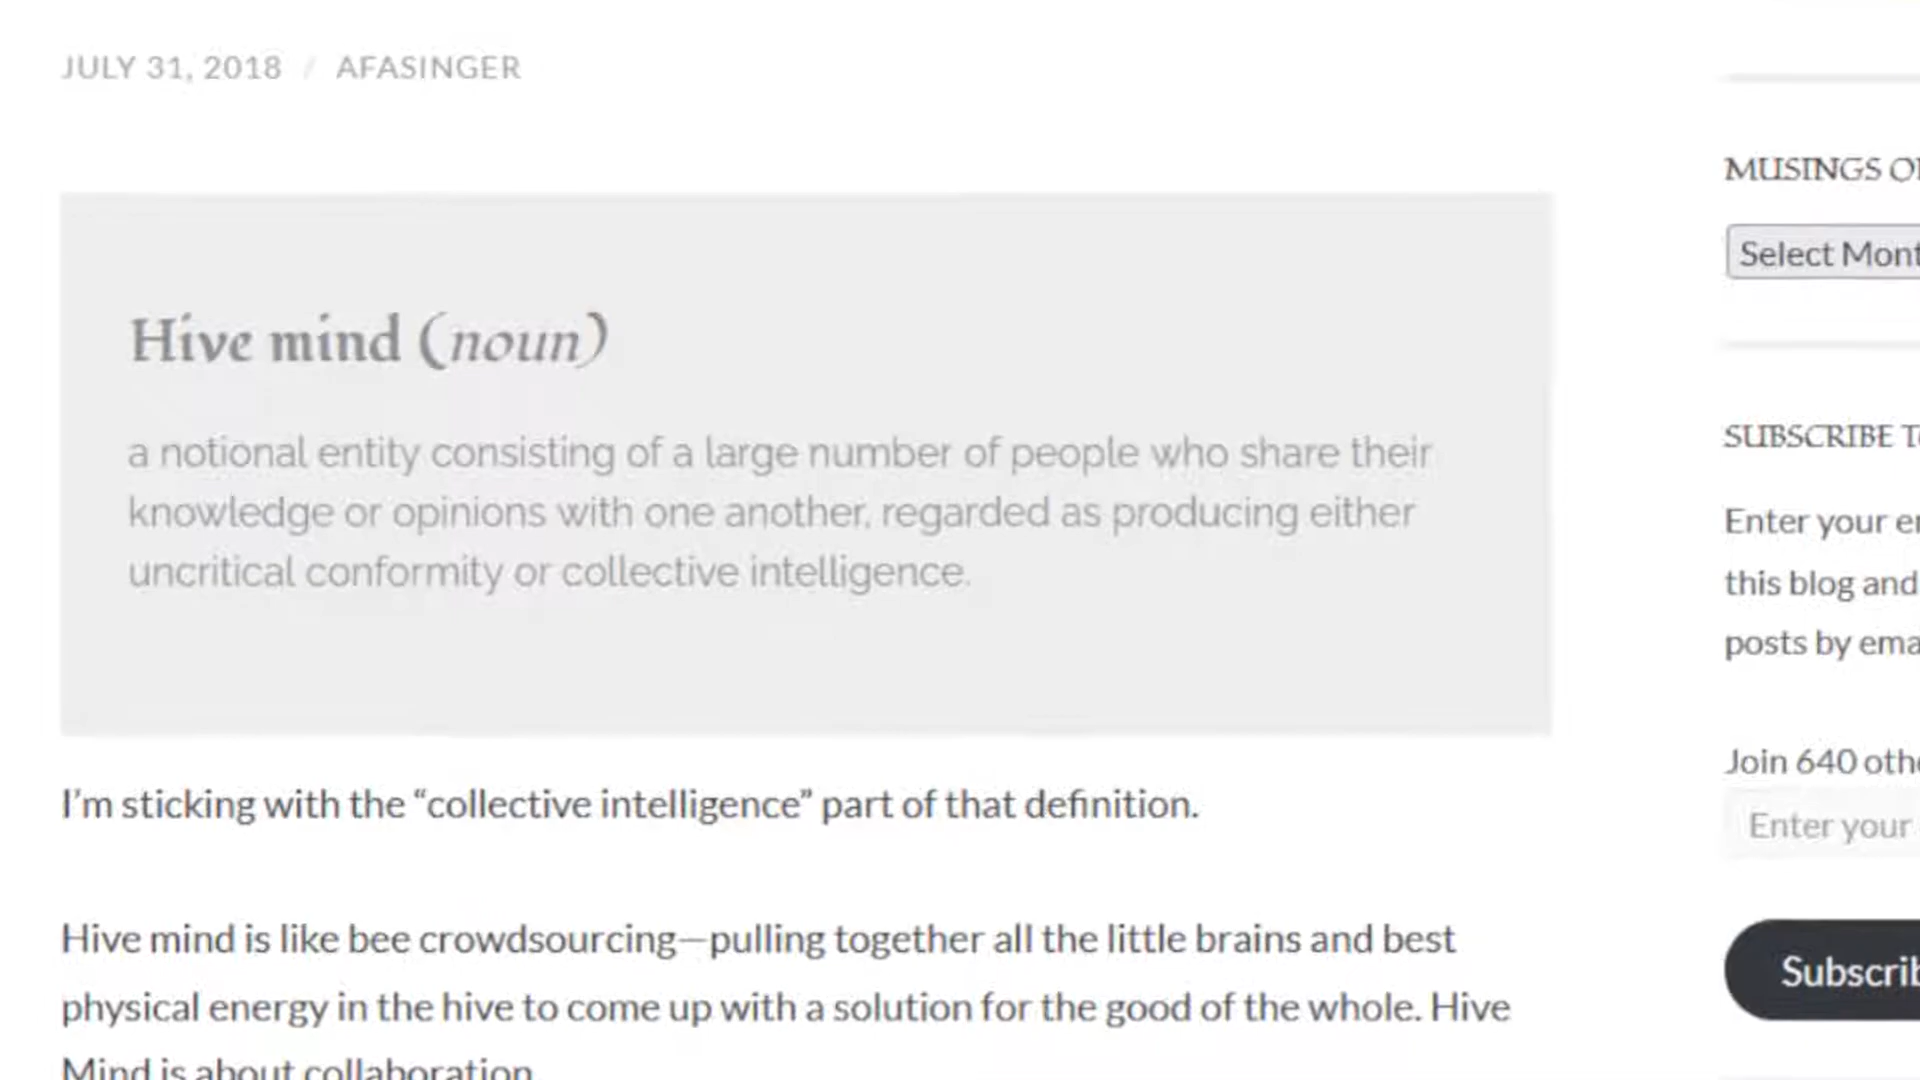 JULY 31, 2018 / AFASINGER
Hive mind (noun)
a notional entity consisting of a large number of people who share their
knowledge or opinions with one another, regarded as producing either
uncritical conformity or collective intelligence.
I’m sticking with the “collective intelligence” part of that definition.
Hive mind is like bee crowdsourcing—pulling together all the little brains and best
physical energy in the hive to come up with a solution for the good of the whole. Hive
Mind is about collaboration
MUSINGS
Select
SUBSCRIBE
Enter your
this blog and
posts by
Join 640
Enter your